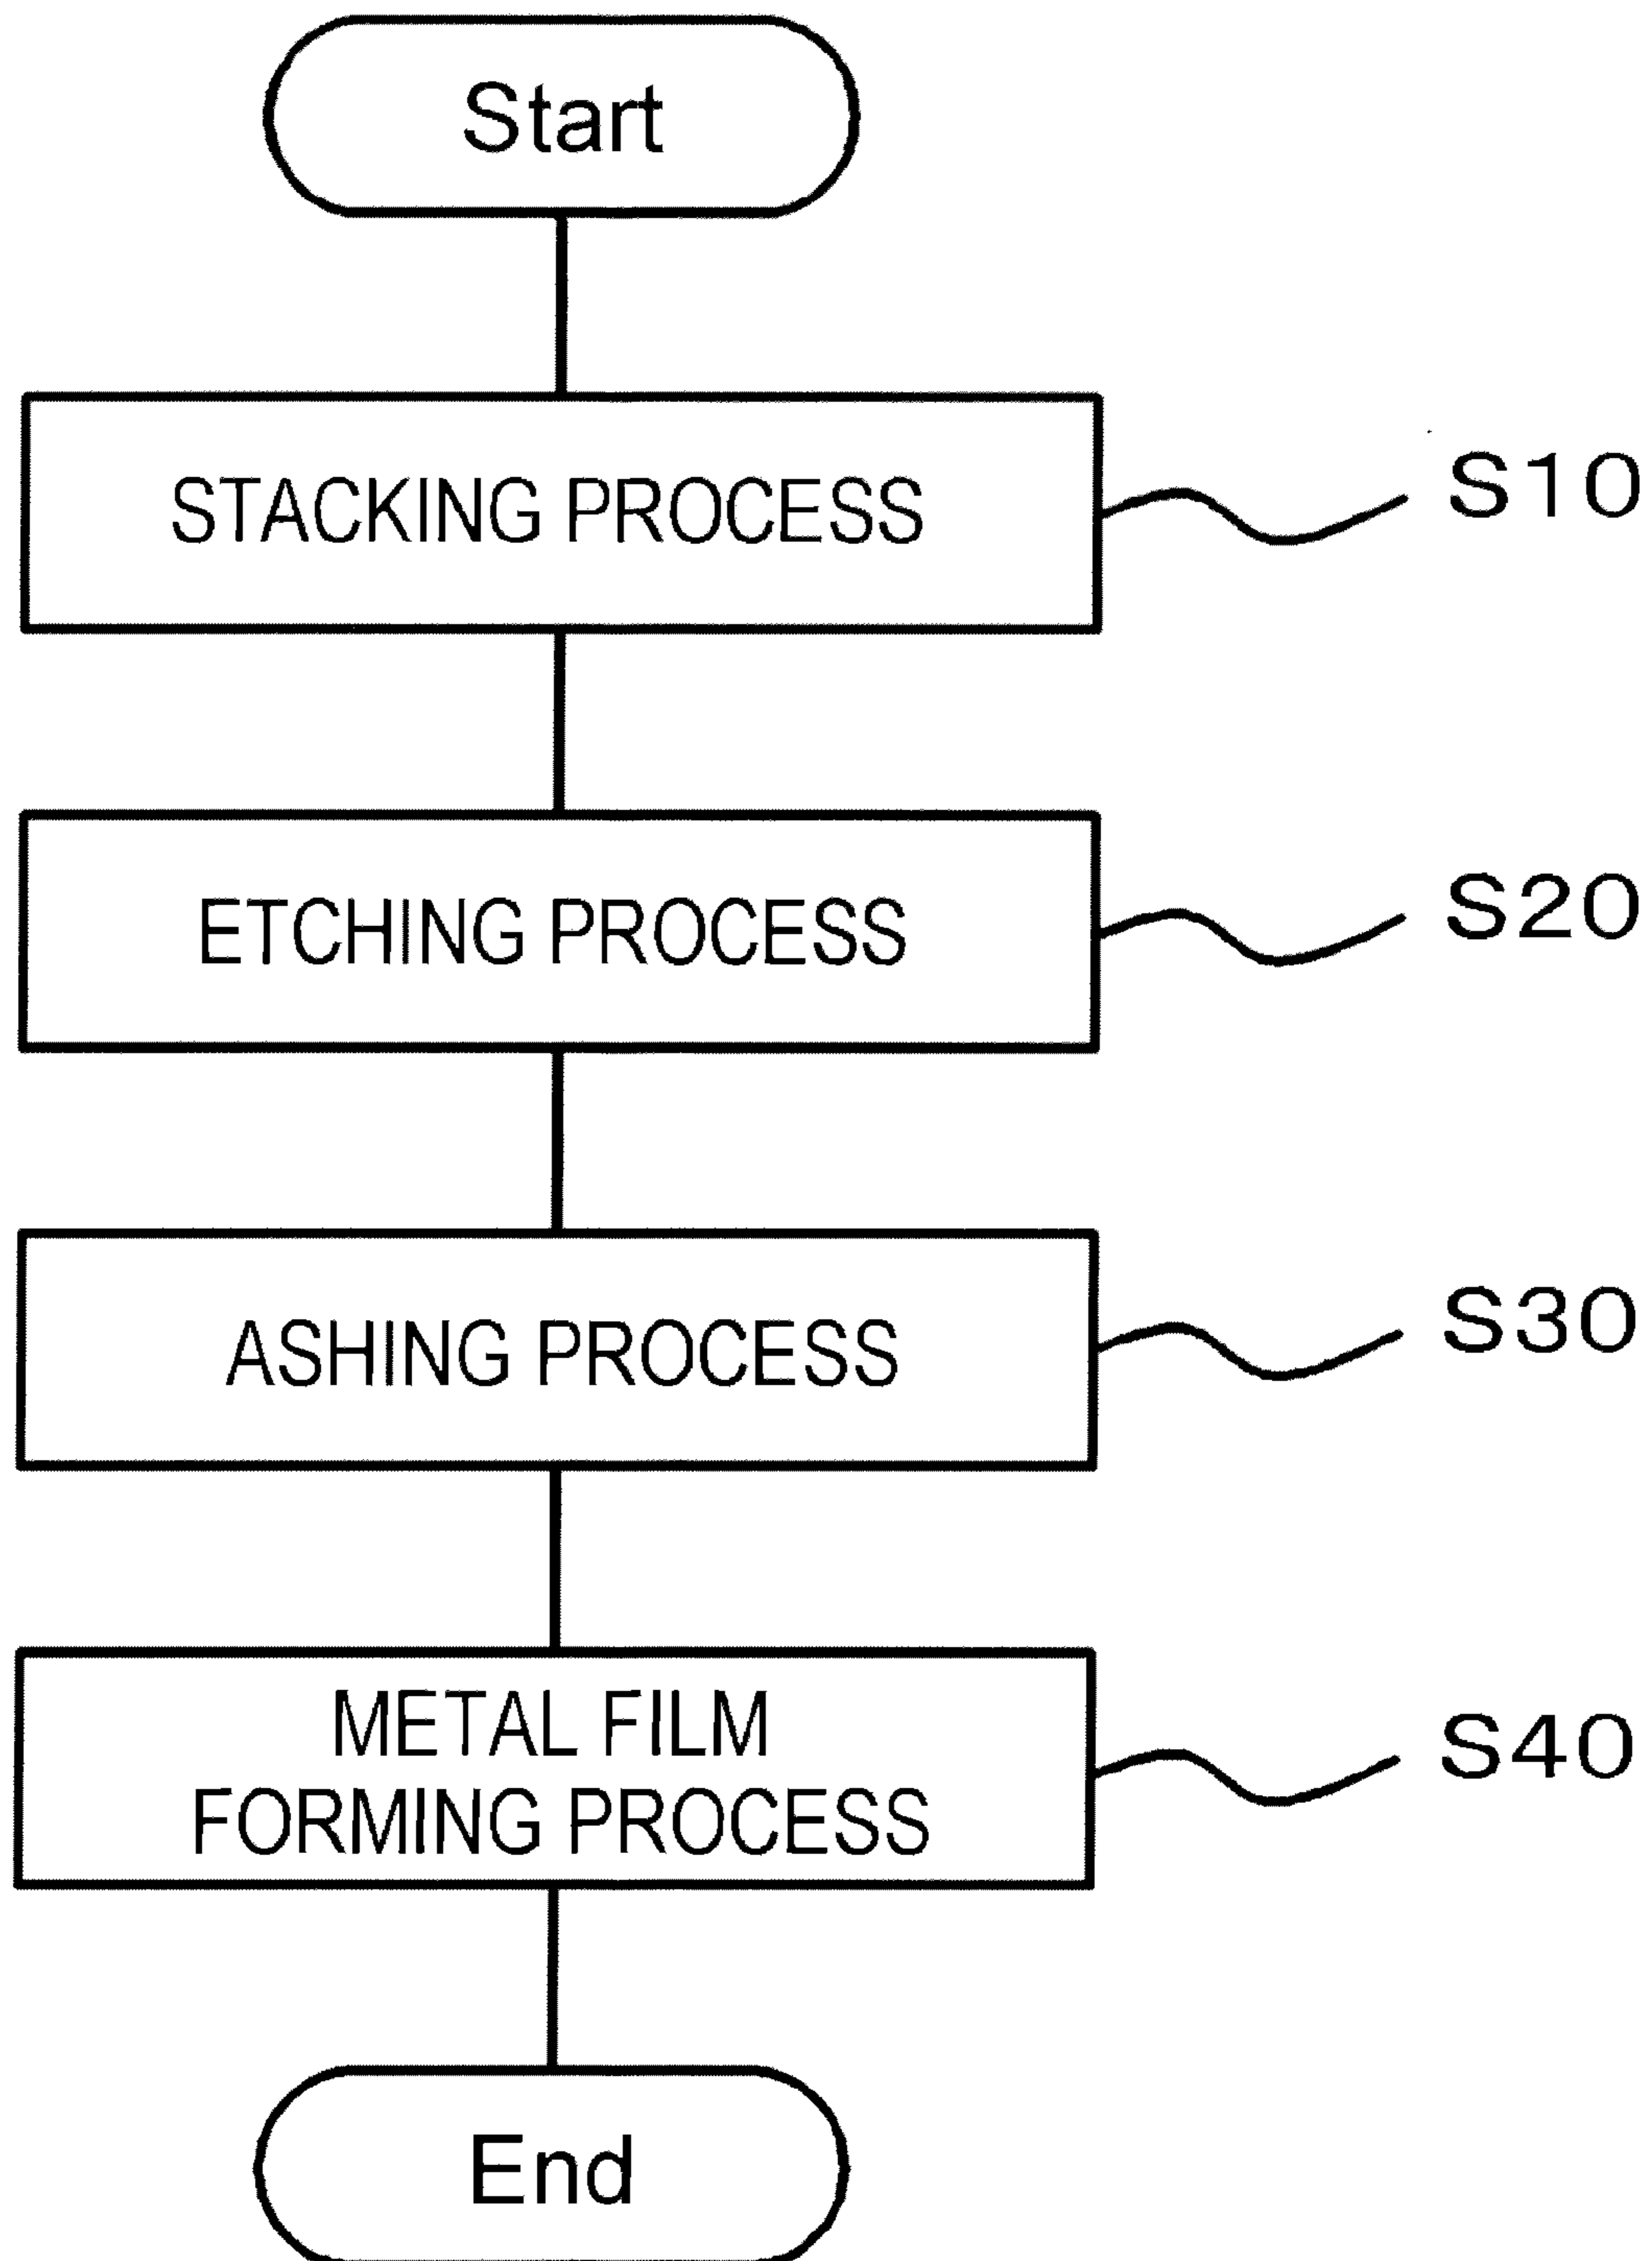 Start
STACKING PROCESS
S10
ETCHING PROCESS
S20
ASHING PROCESS
S30
METAL FILM
FORMING PROCESS
S40
End